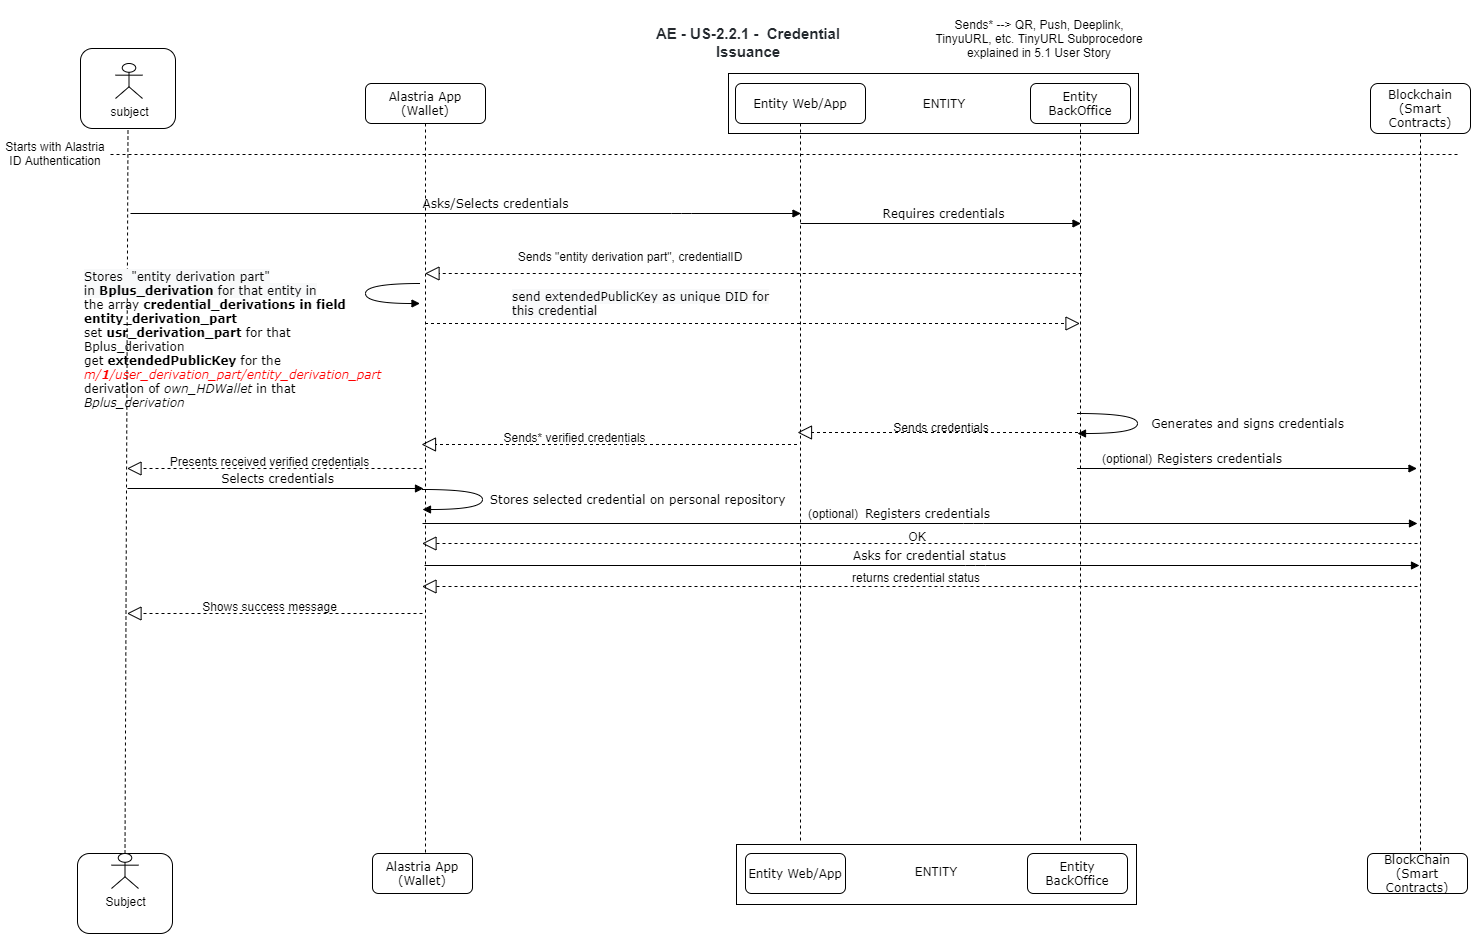 AE - US-2.2.1 -  Credential
Issuance
Sends* --> QR, Push, Deeplink,
TinyuURL, etc. TinyURL Subprocedore
explained in 5.1 User Story
subject
Alastria App
(Wallet)
Entity Web/App
ENTITY
Entity
BackOffice
Blockchain
(Smart
Contracts)
Starts with Alastria
ID Authentication
Asks/Selects credentials
Requires credentials
Sends "entity derivation part", credentialID
Stores  "entity derivation part"
in Bplus_derivation for that entity in
the array credential_derivations in field
entity_derivation_part
set usr_derivation_part for that
Bplus_derivation
get extendedPublicKey for the
m/1/user_derivation_part/entity_derivation_part
derivation of own_HDWallet in that
Bplus_derivation
send extendedPublicKey as unique DID for
this credential
Generates and signs credentials
Sends credentials
Sends* verified credentials
(optional) Registers credentials
Presents received verified credentials
Selects credentials
Stores selected credential on personal repository
(optional)  Registers credentials
OK
Asks for credential status
returns credential status
Shows success message
Subject
Alastria App
(Wallet)
Entity Web/App
ENTITY
Entity
BackOffice
BlockChain
(Smart
Contracts)